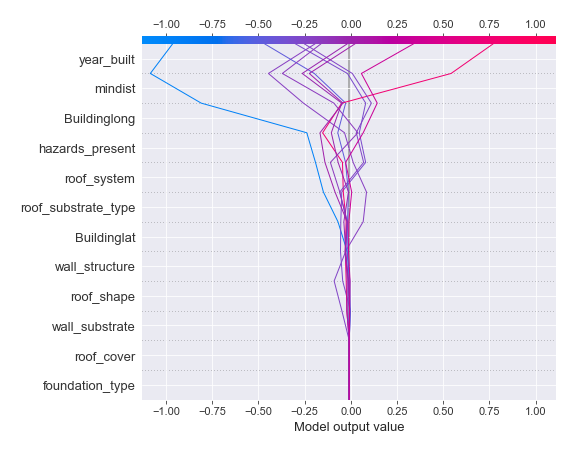 -1.00 -0.75 -0.50 -0.25 0.00 0.25 0.50 0.75 1.00
year_built
mindist
Buildinglong
hazards_present
roof_system
roof_substrate_type
Buildinglat
wall_structure
roof_shape
wall_substrate
roof_cover
foundation_type
-1.00 -0.75 -0.50 -0.25 0.00 0.25 0.50 0.75 1.00
Model output value